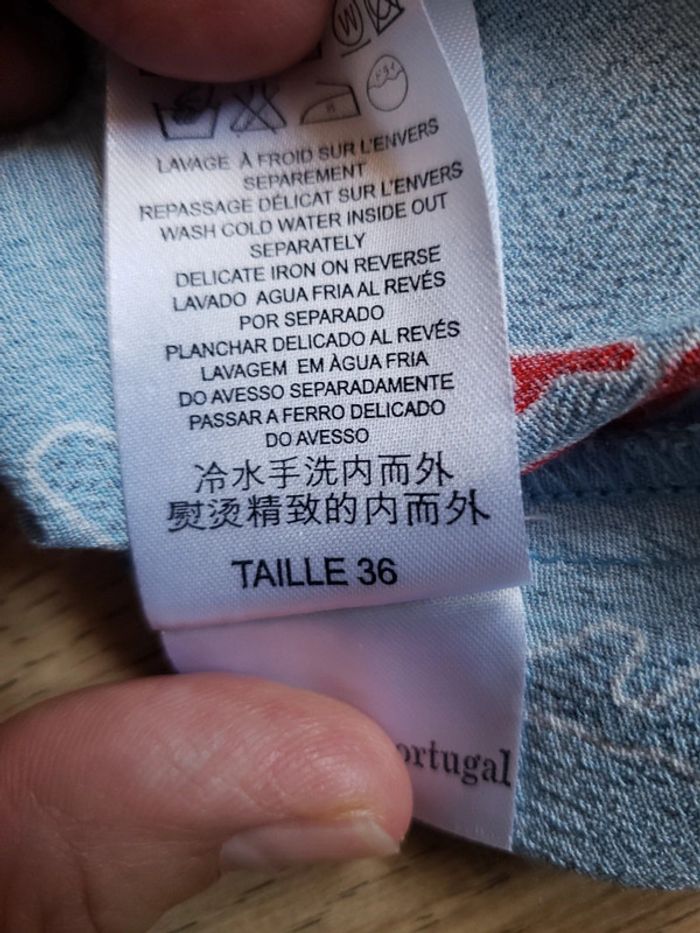 W
LAVAGE À FROID SUR L'ENVERS
SEPAREMENT
REPASSAGE DÉLICAT SUR L'ENVERS
WASH COLD WATER INSIDE OUT
SEPARATELY
DELICATE IRON ON REVERSE
LAVADO AGUA FRIA AL REVÉS
POR SEPARADO
PLANCHAR DELICADO AL REVÉS
LAVAGEM EM ÀGUA FRIA
DO AVESSO SEPARADAMENTE
PASSAR A FERRO DELICADO
DO AVESSO
冷水手洗内而外
熨烫精致的内而外
TAILLE 36
ortugal